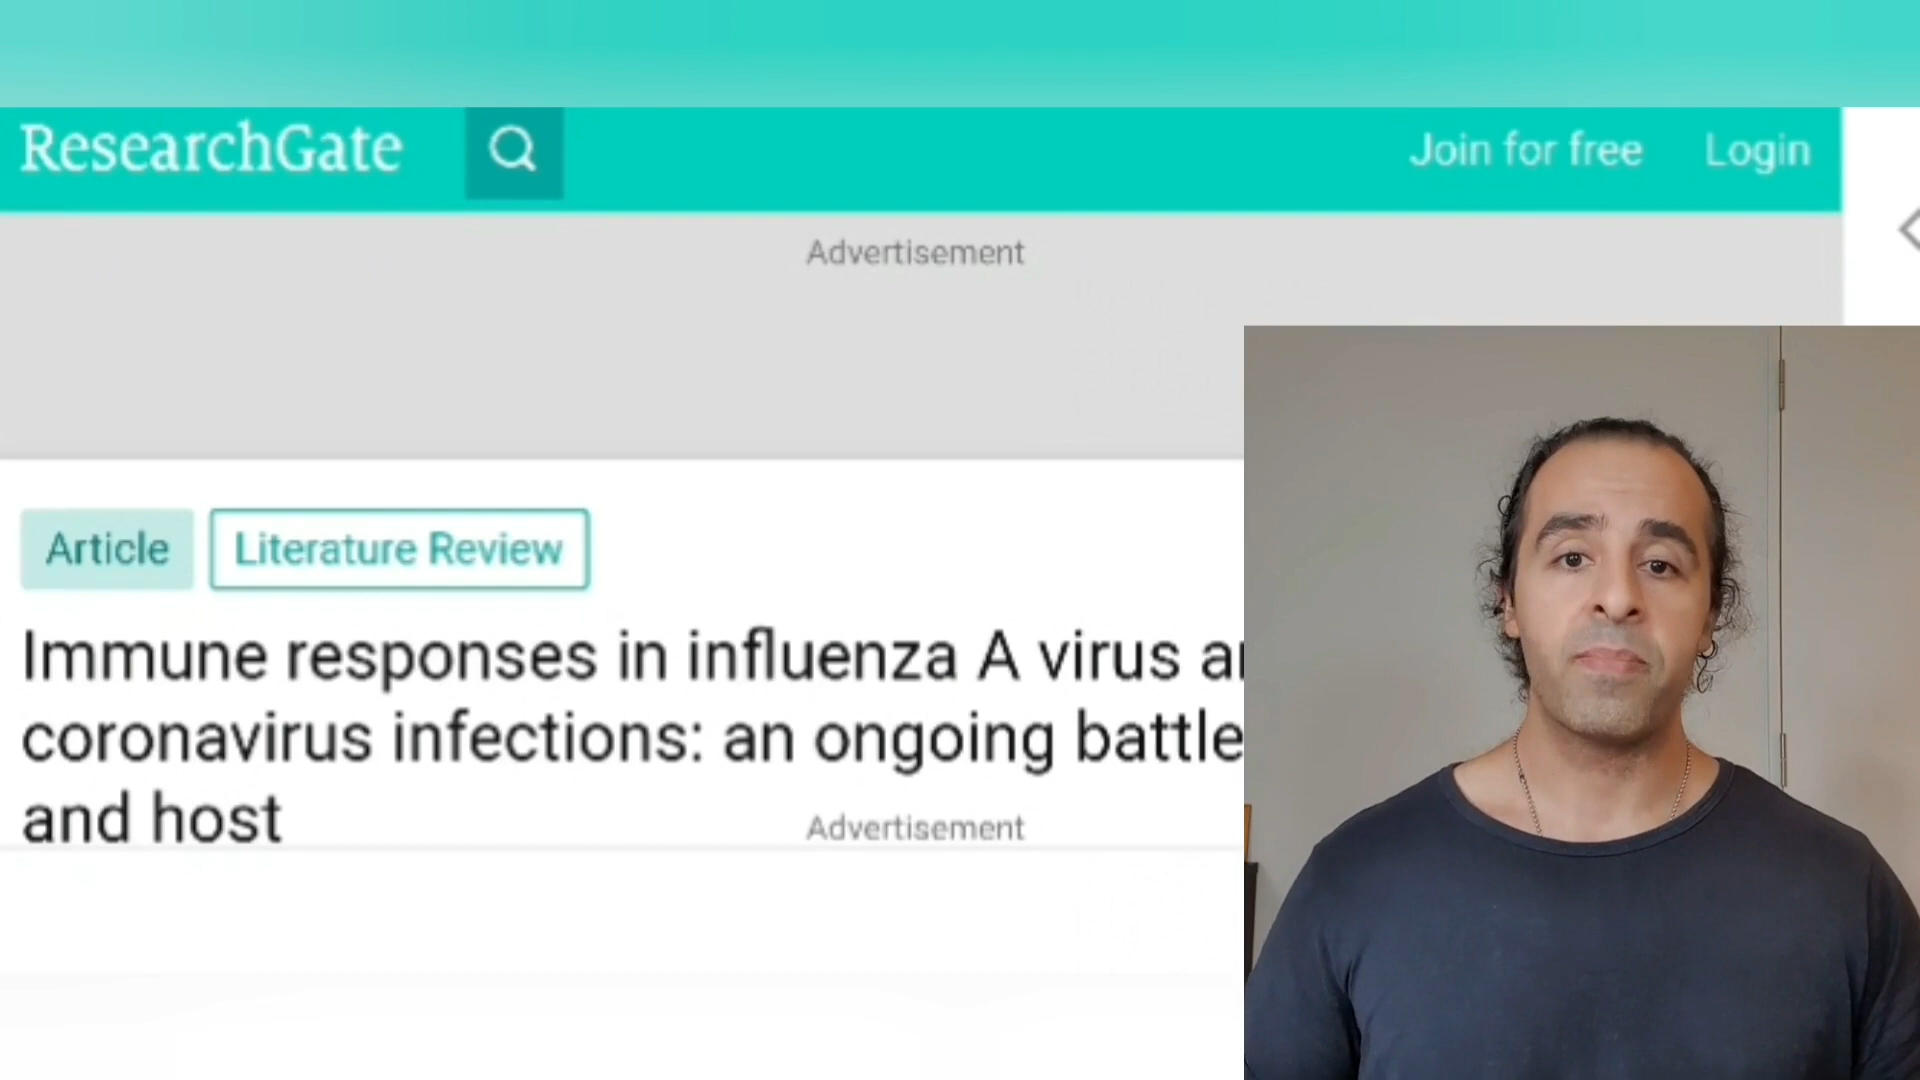 ResearchGate
Join for free
Login
Advertisement
Article
Literature Review
Immune responses in influenza A virus
coronavirus infections: an ongoing battle
and host
Advertisement